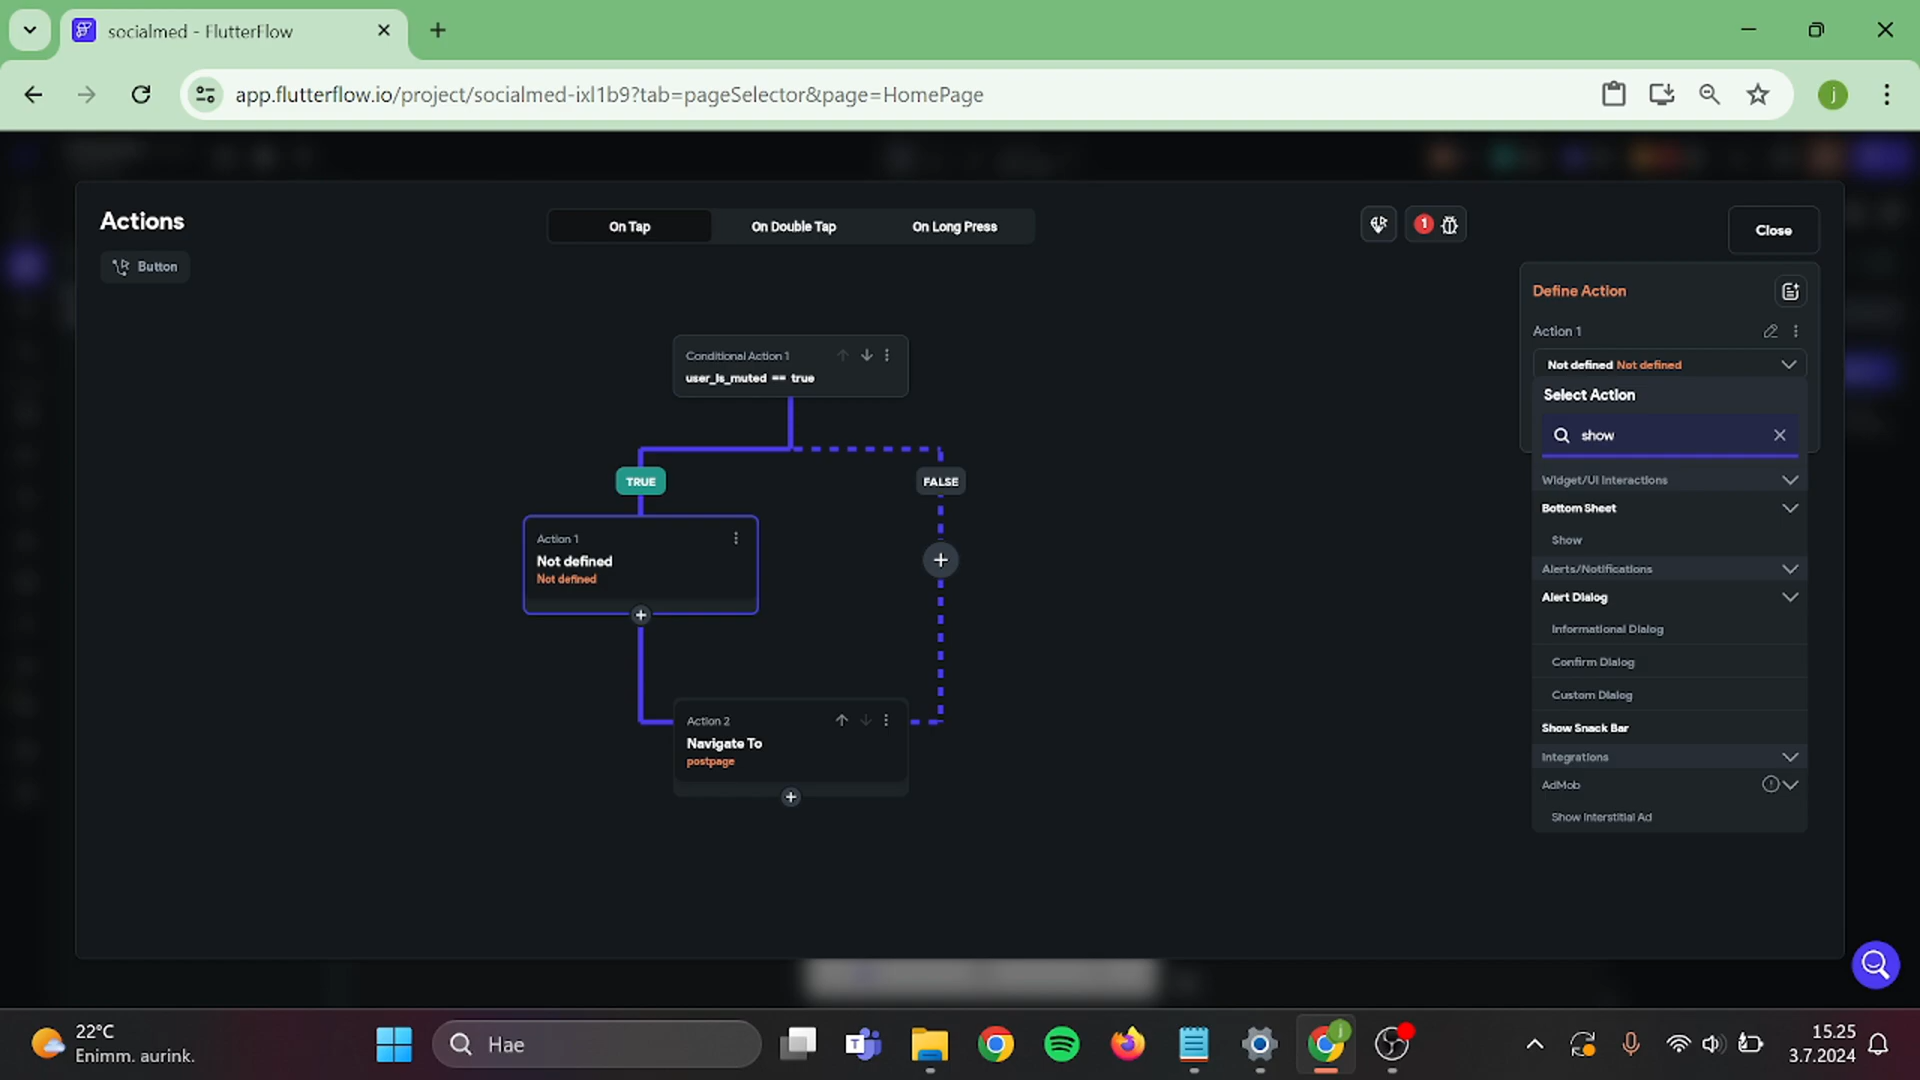 socialmed - FlutterFlow
app.flutterflow.io/project/socialmed-ixl1b9?tab=pageSelector&page=HomePage
j
Actions
Button
On Tap
On Double Tap
On Long Press
1
Close
Define Action
Action 1
Not defined Not defined
Select Action
show
Widget/UI Interactions
Bottom Sheet
Show
Alerts/Notifications
Alert Dialog
Informational Dialog
Confirm Dialog
Custom Dialog
Show Snack Bar
Integrations
AdMob
Show Interstitial Ad
Conditional Action 1
user_is_muted == true
TRUE
FALSE
Action 1
Not defined
Not defined
Action 2
Navigate To
postpage
22°C
Enimm. aurink.
Hae
15.25
3.7.2024